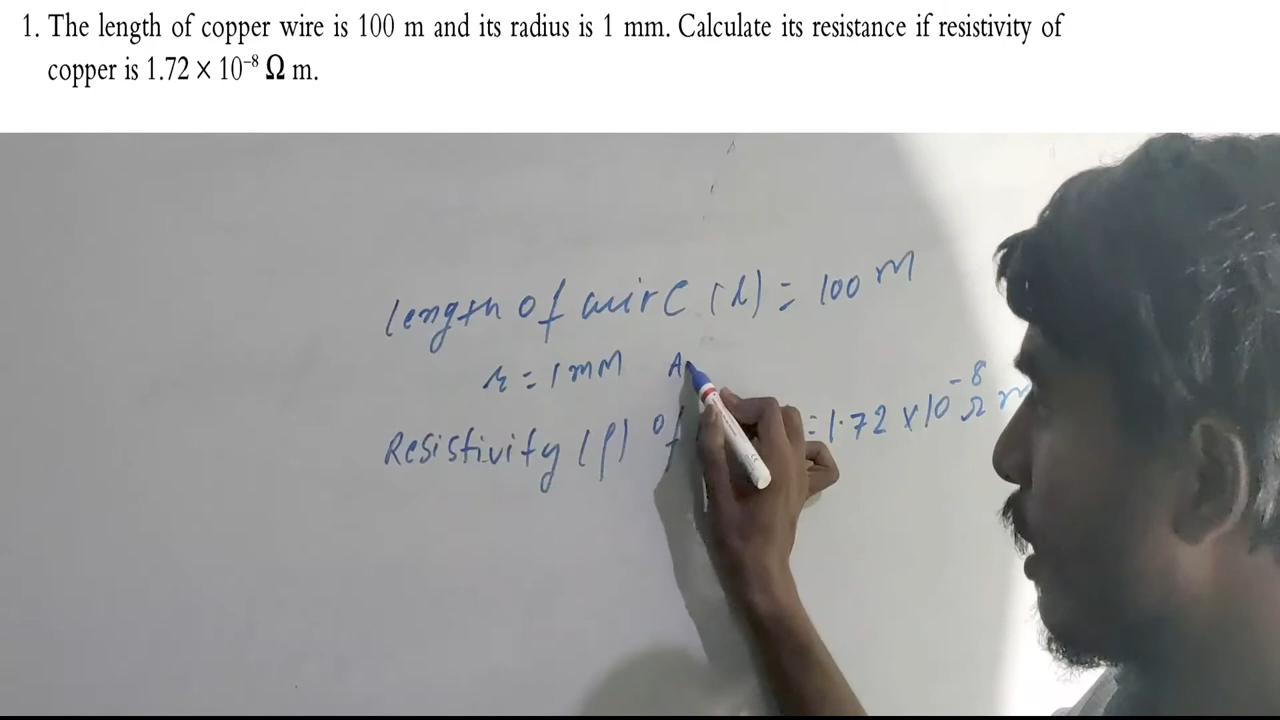 1. The length of copper wire is 100 m and its radius is 1 mm. Calculate its resistance if resistivity of
copper is 1.72 × 10⁻⁸ Ω m.
length of wire (l) = 100 m
r = 1 mm A
Resistivity (ρ) of = 1.72 × 10⁻⁸ Ω m